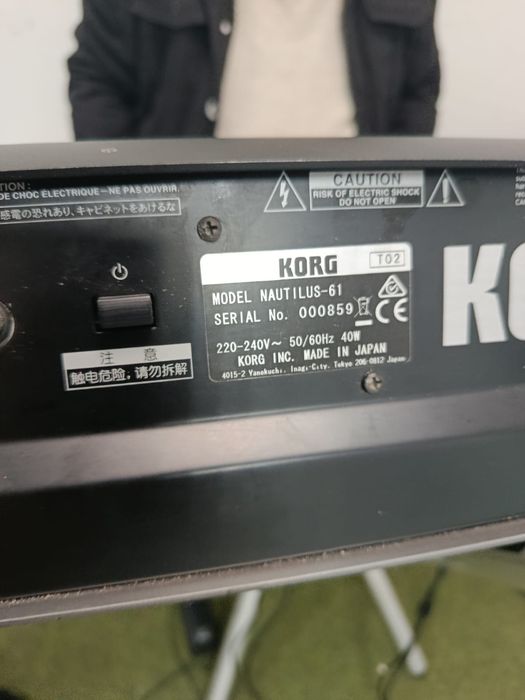 TION:
DE CHOC ÉLECTRIQUE-NE PAS OUVRIR.
感電の恐れあり、キャビネットをあけるな
CAUTION
RISK OF ELECTRIC SHOCK
DO NOT OPEN
KORG
T02
MODEL NAUTILUS-61
SERIAL No. 000859
CE
220-240V~ 50/60Hz 40W
KORG INC. MADE IN JAPAN
4015-2 Yanokuchi, Inagi-City, Tokyo 206-0812 Japan
注 意
触电危险,请勿拆解
KO